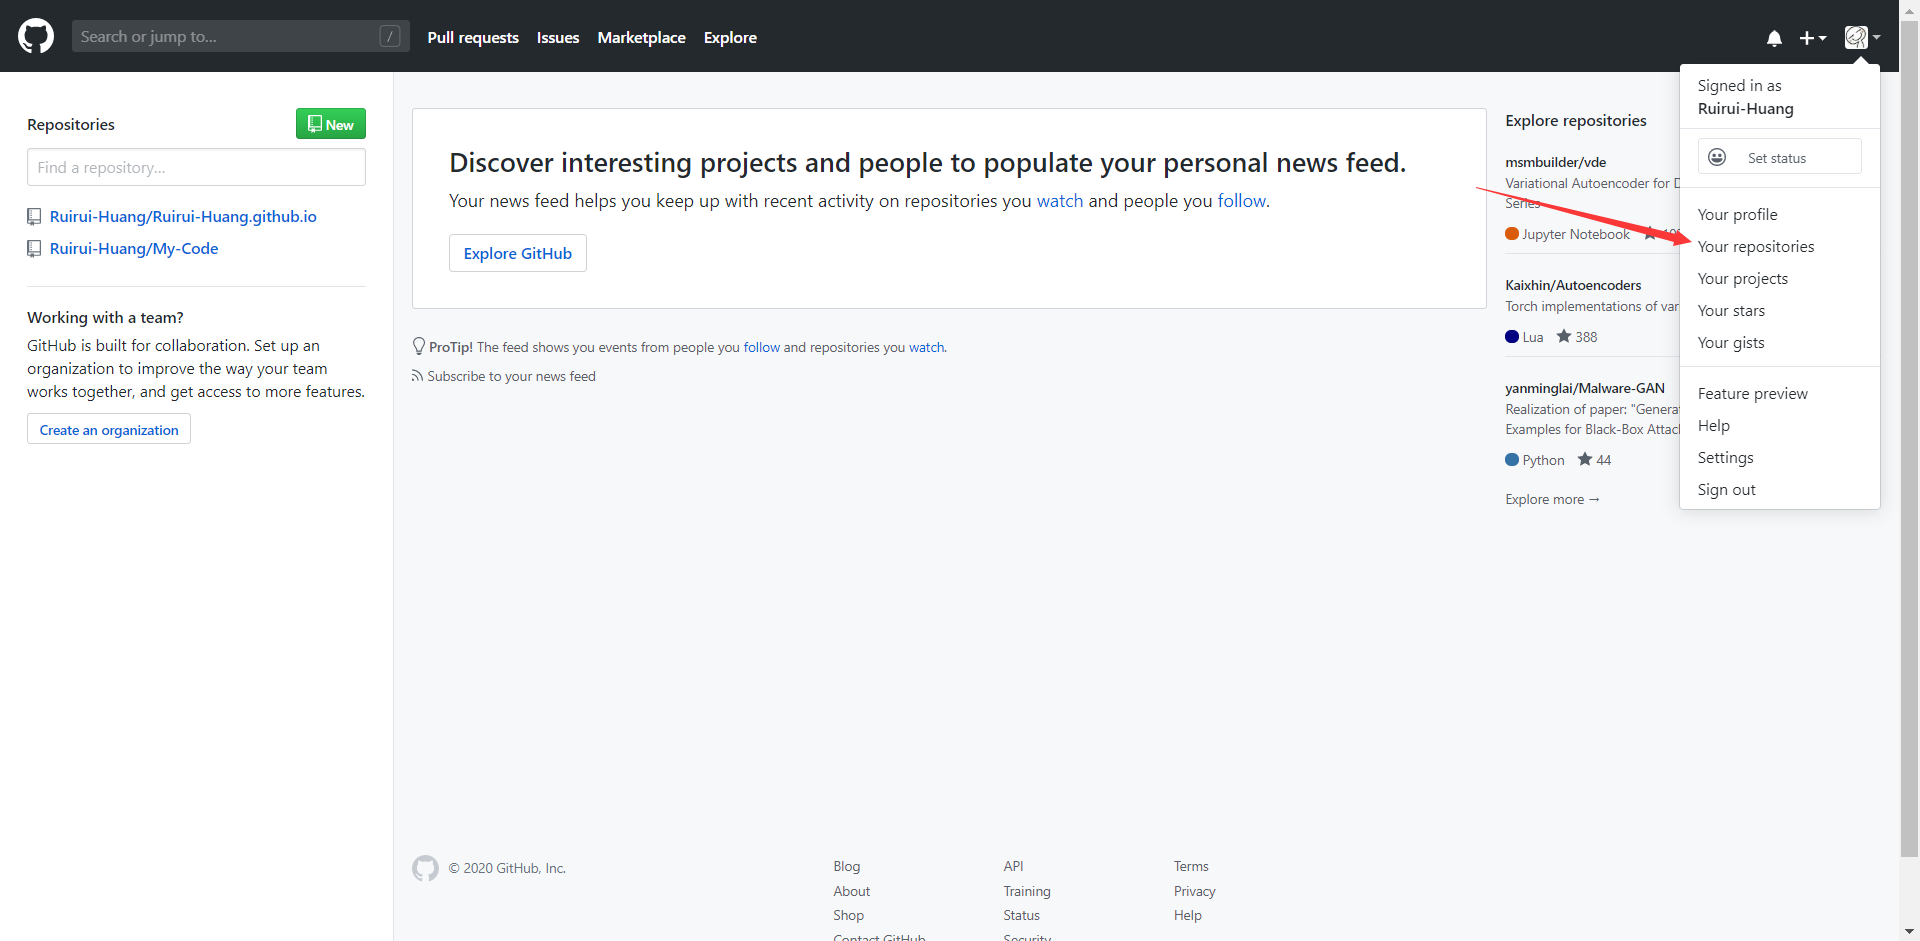 Search or jump to...
/
Pull requests
Issues
Marketplace
Explore
Repositories
New
Find a repository...
Ruirui-Huang/Ruirui-Huang.github.io
Ruirui-Huang/My-Code
Working with a team?
GitHub is built for collaboration. Set up an
organization to improve the way your team
works together, and get access to more features.
Create an organization
Discover interesting projects and people to populate your personal news feed.
Your news feed helps you keep up with recent activity on repositories you watch and people you follow.
Explore GitHub
ProTip! The feed shows you events from people you follow and repositories you watch.
Subscribe to your news feed
Explore repositories
msmbuilder/vde
Variational Autoencoder for D
Series
Jupyter Notebook
Kaixhin/Autoencoders
Torch implementations of var
Lua
388
yanminglai/Malware-GAN
Realization of paper: "Genera
Examples for Black-Box Attac
Python
44
Explore more →
Signed in as
Ruirui-Huang
Set status
Your profile
Your repositories
Your projects
Your stars
Your gists
Feature preview
Help
Settings
Sign out
© 2020 GitHub, Inc.
Blog
About
Shop
Contact GitHub
API
Training
Status
Security
Terms
Privacy
Help